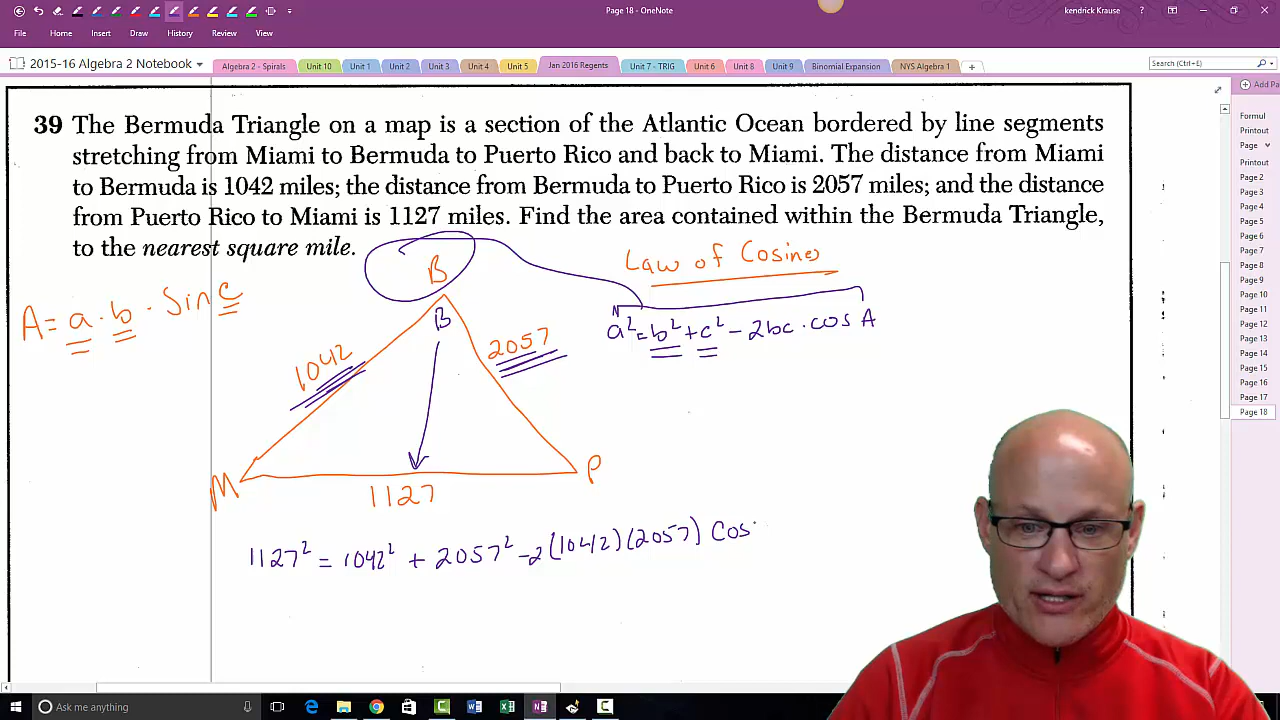 Page 18 - OneNote
kendrick Krause
?
File Home Insert Draw History Review View
2015-16 Algebra 2 Notebook
Algebra 2 - Spirals Unit 10 Unit 1 Unit 2 Unit 3 Unit 4 Unit 5 Jan 2016 Regents Unit 7 - TRIG Unit 6 Unit 8 Unit 9 Binomial Expansion NYS Algebra 1 +
Search (Ctrl+E)
Add Pa
39 The Bermuda Triangle on a map is a section of the Atlantic Ocean bordered by line segments
stretching from Miami to Bermuda to Puerto Rico and back to Miami. The distance from Miami
to Bermuda is 1042 miles; the distance from Bermuda to Puerto Rico is 2057 miles; and the distance
from Puerto Rico to Miami is 1127 miles. Find the area contained within the Bermuda Triangle,
to the nearest square mile.
Law of Cosines
A = a · b · Sin C
B
B
a² = b² + c² - 2bc · cos A
1042
2057
M
P
1127
1127² = 1042² + 2057² - 2(1042)(2057) Cos
Formul
Printout
Page
Printout
Page 2
Page 3
Page 4
Page 5
Page 6
Page 7
Page 8
Page 9
Page 10
Page 11
Page 12
Page 13
Page 14
Page 15
Page 16
Page 17
Page 18
Ask me anything